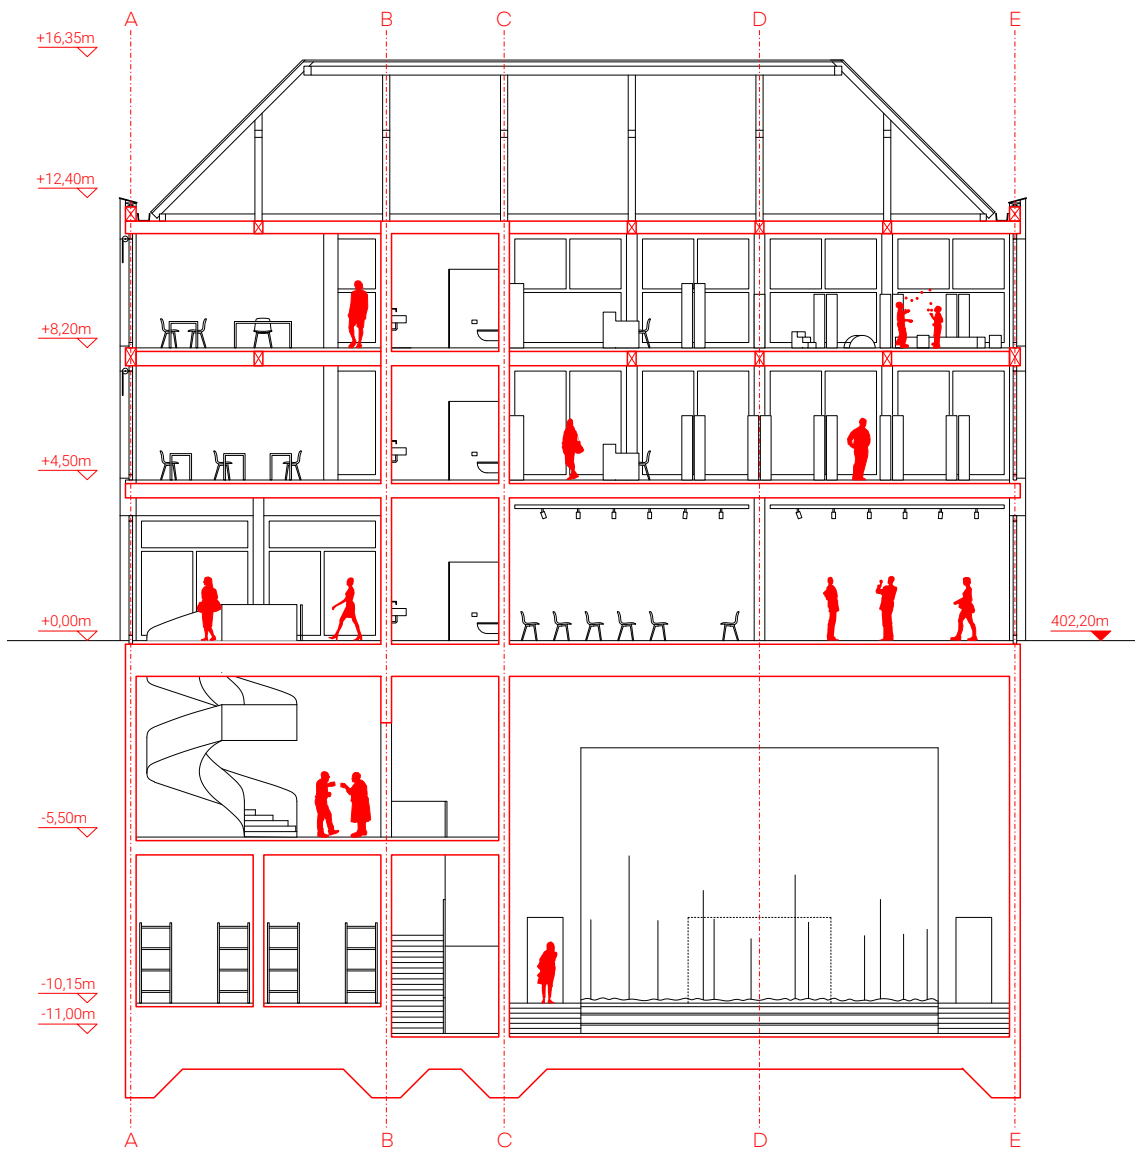 A B C D E
+16,35m
+12,40m
+8,20m
+4,50m
+0,00m
402,20m
-5,50m
-10,15m
-11,00m
A B C D E